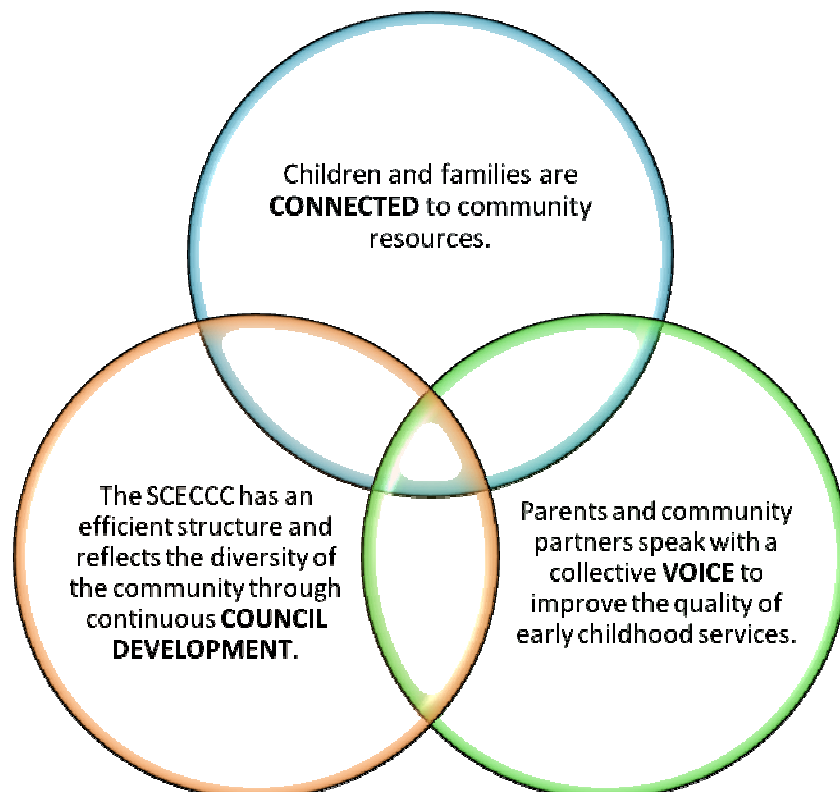 Children and families are
CONNECTED to community
resources.
The SCECCC has an
efficient structure and
reflects the diversity of
the community through
continuous COUNCIL
DEVELOPMENT.
Parents and community
partners speak with a
collective VOICE to
improve the quality of
early childhood services.